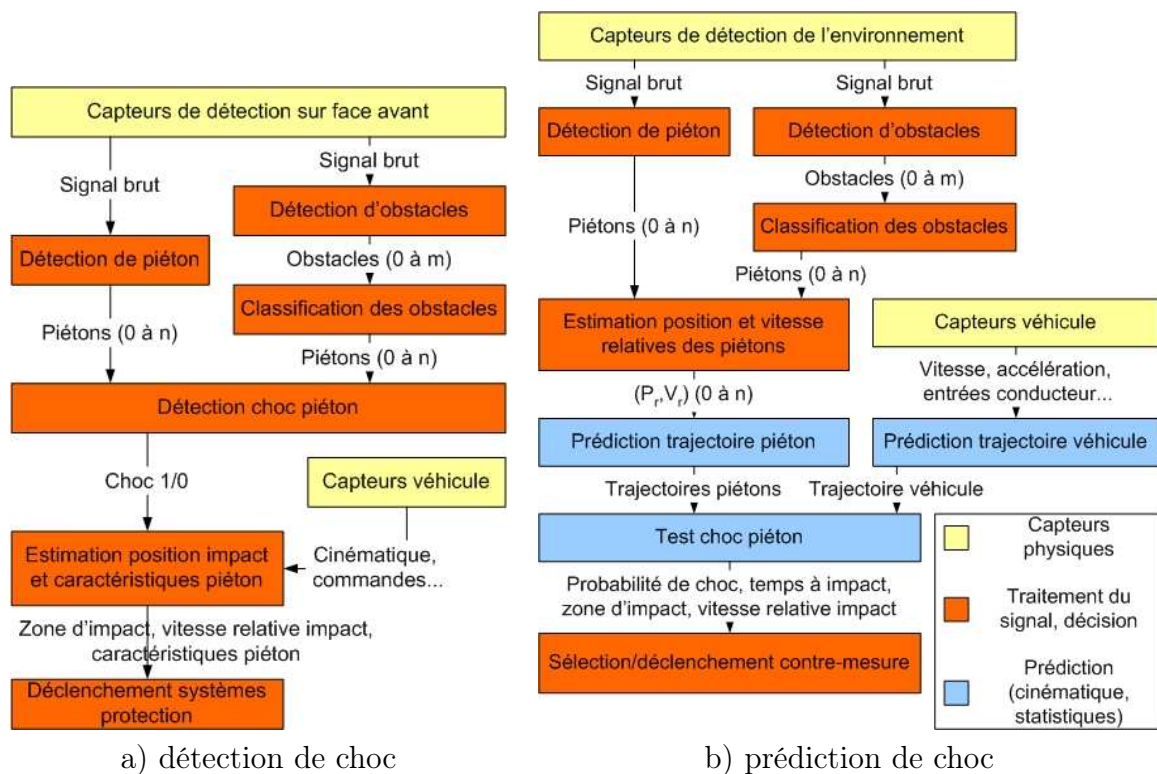 Capteurs de détection sur face avant
Signal brut
Signal brut
Détection d'obstacles
Détection de piéton
Obstacles (0 à m)
Classification des obstacles
Piétons (0 à n)
Piétons (0 à n)
Détection choc piéton
Choc 1/0
Capteurs véhicule
Estimation position impact
et caractéristiques piéton
Cinématique,
commandes...
Zone d'impact, vitesse relative impact,
caractéristiques piéton
Déclenchement systèmes
protection
a) détection de choc
Capteurs de détection de l'environnement
Signal brut
Signal brut
Détection de piéton
Détection d'obstacles
Obstacles (0 à m)
Piétons (0 à n)
Classification des obstacles
Piétons (0 à n)
Estimation position et vitesse
relatives des piétons
Capteurs véhicule
Vitesse, accélération,
entrées conducteur...
(Pr,Vr) (0 à n)
Prédiction trajectoire piéton
Prédiction trajectoire véhicule
Trajectoires piétons
Trajectoire véhicule
Test choc piéton
Probabilité de choc, temps à impact,
zone d'impact, vitesse relative impact
Sélection/déclenchement contre-mesure
Capteurs
physiques
Traitement du
signal, décision
Prédiction
(cinématique,
statistiques)
b) prédiction de choc